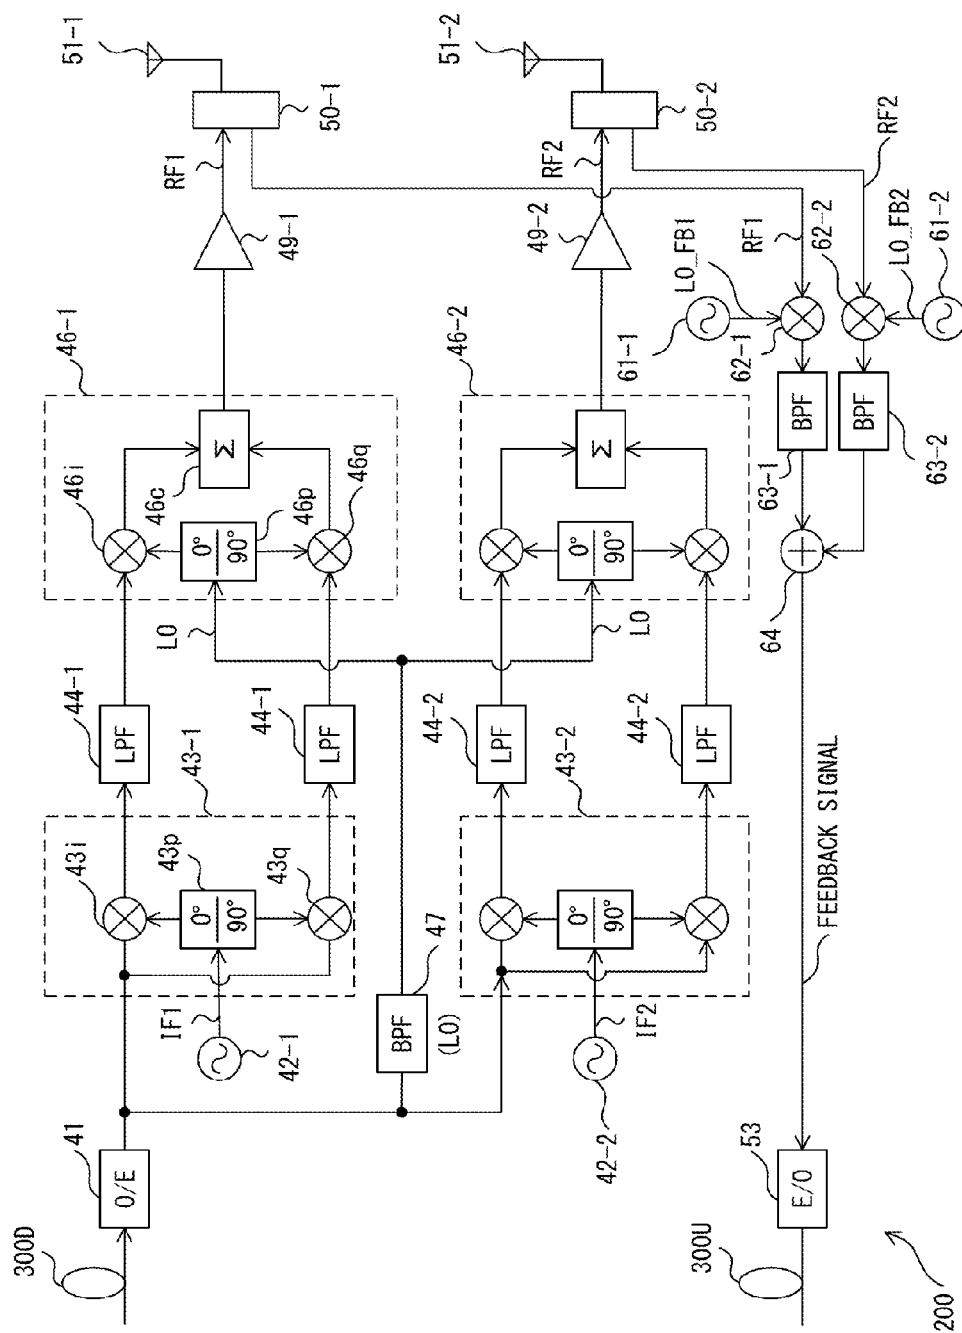 300D
41
O/E
IF1
42-1
43i
43p
0°
90°
43q
43-1
44-1
LPF
44-1
LPF
LO
46i
46c
46p
0°
90°
Σ
46q
46-1
49-1
RF1
50-1
51-1
47
BPF
(LO)
IF2
42-2
0°
90°
43-2
44-2
LPF
44-2
LPF
LO
0°
90°
Σ
46-2
49-2
RF2
50-2
51-2
61-1
LO_FB1
RF1
62-1
62-2
LO_FB2
61-2
RF2
BPF
63-1
BPF
63-2
64
FEEDBACK SIGNAL
53
E/O
300U
200